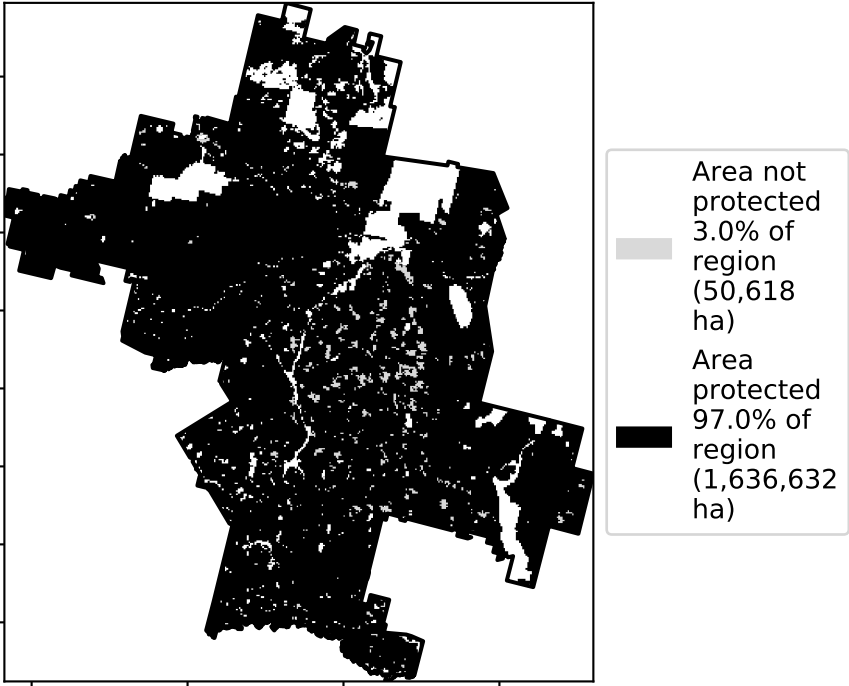 Area not
protected
3.0% of
region
(50,618
ha)
Area
protected
97.0% of
region
(1,636,632
ha)